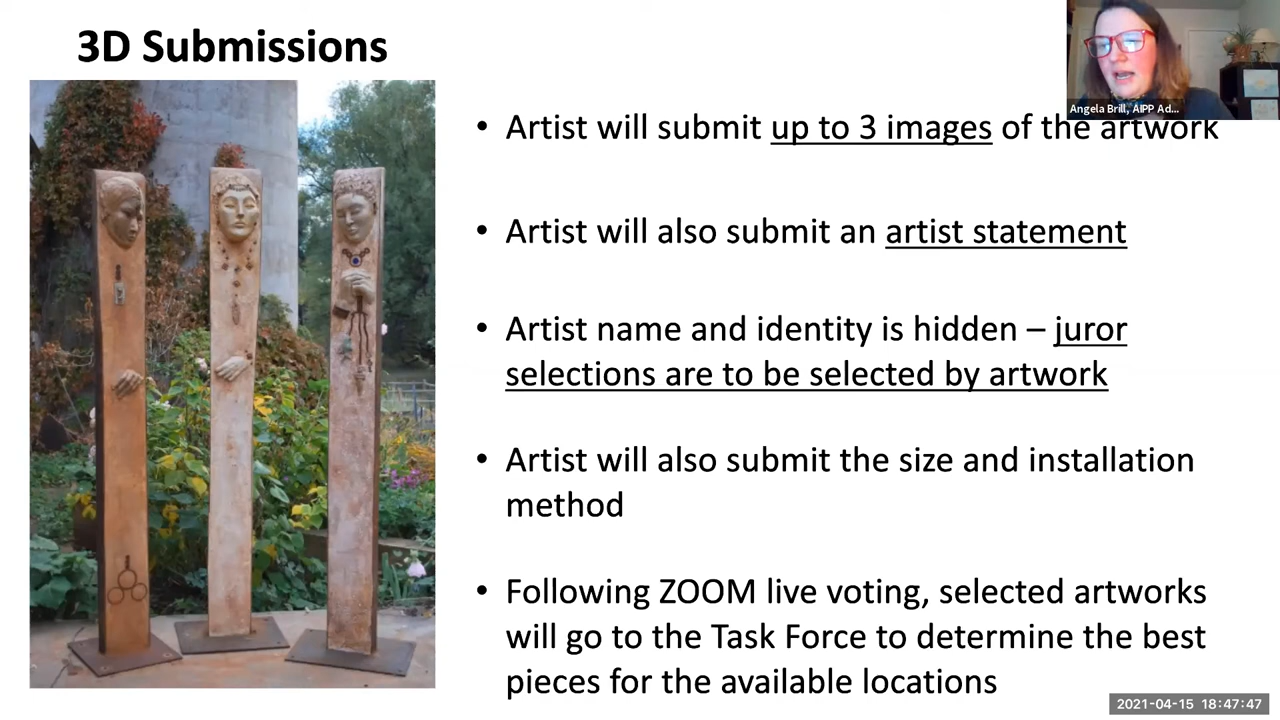 3D Submissions
Angela Brill, AIPP Ad...
• Artist will submit up to 3 images of the artwork
• Artist will also submit an artist statement
• Artist name and identity is hidden – juror
selections are to be selected by artwork
• Artist will also submit the size and installation
method
• Following ZOOM live voting, selected artworks
will go to the Task Force to determine the best
pieces for the available locations
2021-04-15 18:47:47